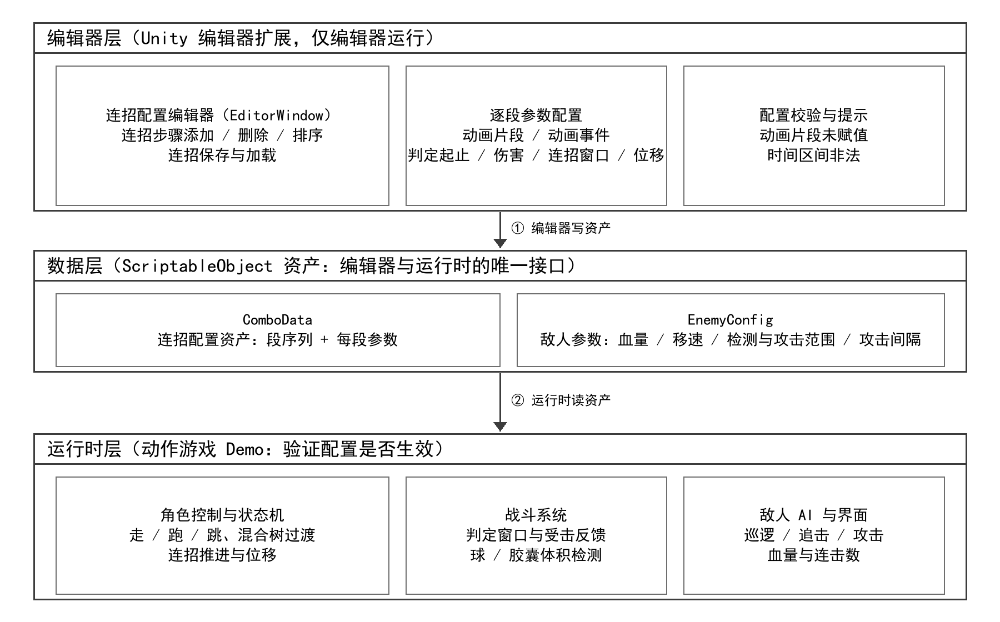 编辑器层（Unity 编辑器扩展，仅编辑器运行）
连招配置编辑器（EditorWindow）
连招步骤添加 / 删除 / 排序
连招保存与加载
逐段参数配置
动画片段 / 动画事件
判定起止 / 伤害 / 连招窗口 / 位移
配置校验与提示
动画片段未赋值
时间区间非法
① 编辑器写资产
数据层（ScriptableObject 资产：编辑器与运行时的唯一接口）
ComboData
连招配置资产：段序列 + 每段参数
EnemyConfig
敌人参数：血量 / 移速 / 检测与攻击范围 / 攻击间隔
② 运行时读资产
运行时层（动作游戏 Demo：验证配置是否生效）
角色控制与状态机
走 / 跑 / 跳、混合树过渡
连招推进与位移
战斗系统
判定窗口与受击反馈
球 / 胶囊体积检测
敌人 AI 与界面
巡逻 / 追击 / 攻击
血量与连击数